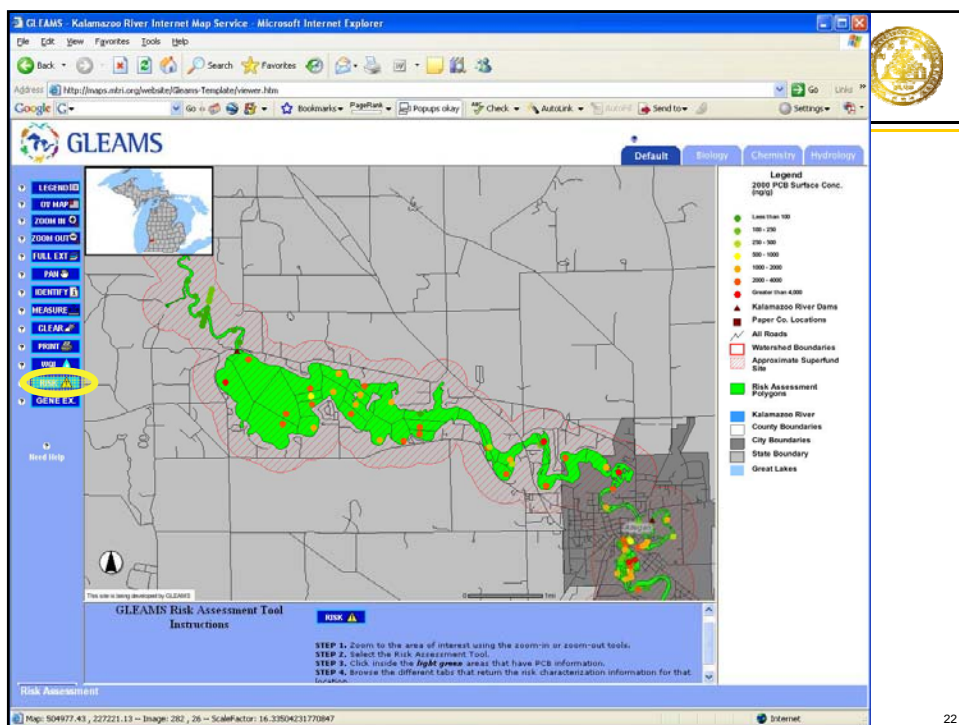 GLEAMS - Kalamazoo River Internet Map Service - Microsoft Internet Explorer
File Edit View Favorites Tools Help
Back Search Favorites
Address http://maps.mtri.org/website/Gleams-Template/viewer.htm Go Links
Google Go Bookmarks PageRank Popups okay Check AutoLink AutoFill Send to Settings
GLEAMS
Default Biology Chemistry Hydrology
LEGEND
OV MAP
ZOOM IN
ZOOM OUT
FULL EXT
PAN
IDENTIFY
MEASURE
CLEAR
PRINT
WQI
RISK
GENE EX.
Need Help
Allegan
This site is being developed by GLEAMS
0 1mi
Legend
2000 PCB Surface Conc.
(ng/g)
Less than 100
100 - 250
250 - 500
500 - 1000
1000 - 2000
2000 - 4000
Greater than 4,000
Kalamazoo River Dams
Paper Co. Locations
All Roads
Watershed Boundaries
Approximate Superfund
Site
Risk Assessment
Polygons
Kalamazoo River
County Boundaries
City Boundaries
State Boundary
Great Lakes
GLEAMS Risk Assessment Tool
Instructions
RISK
STEP 1. Zoom to the area of interest using the zoom-in or zoom-out tools.
STEP 2. Select the Risk Assessment Tool.
STEP 3. Click inside the light green areas that have PCB information.
STEP 4. Browse the different tabs that return the risk characterization information for that
location.
Risk Assessment
Map: 504977.43 , 227221.13 -- Image: 282 , 26 -- ScaleFactor: 16.33504231770847
Internet
22